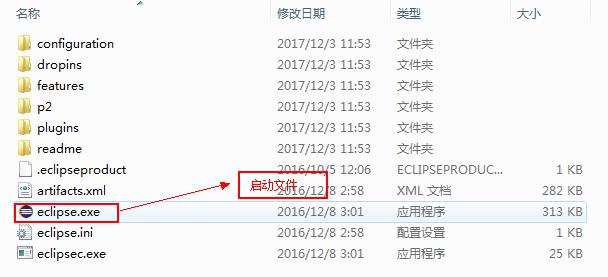 名称 修改日期 类型 大小
configuration 2017/12/3 11:53 文件夹
dropins 2017/12/3 11:53 文件夹
features 2017/12/3 11:53 文件夹
p2 2017/12/3 11:53 文件夹
plugins 2017/12/3 11:53 文件夹
readme 2017/12/3 11:53 文件夹
.eclipseproduct 2016/10/5 12:06 ECLIPSEPRODUC... 1 KB
启动文件
artifacts.xml 2016/12/8 2:58 XML 文档 282 KB
eclipse.exe 2016/12/8 3:01 应用程序 313 KB
eclipse.ini 2016/12/8 2:58 配置设置 1 KB
eclipsec.exe 2016/12/8 3:01 应用程序 25 KB